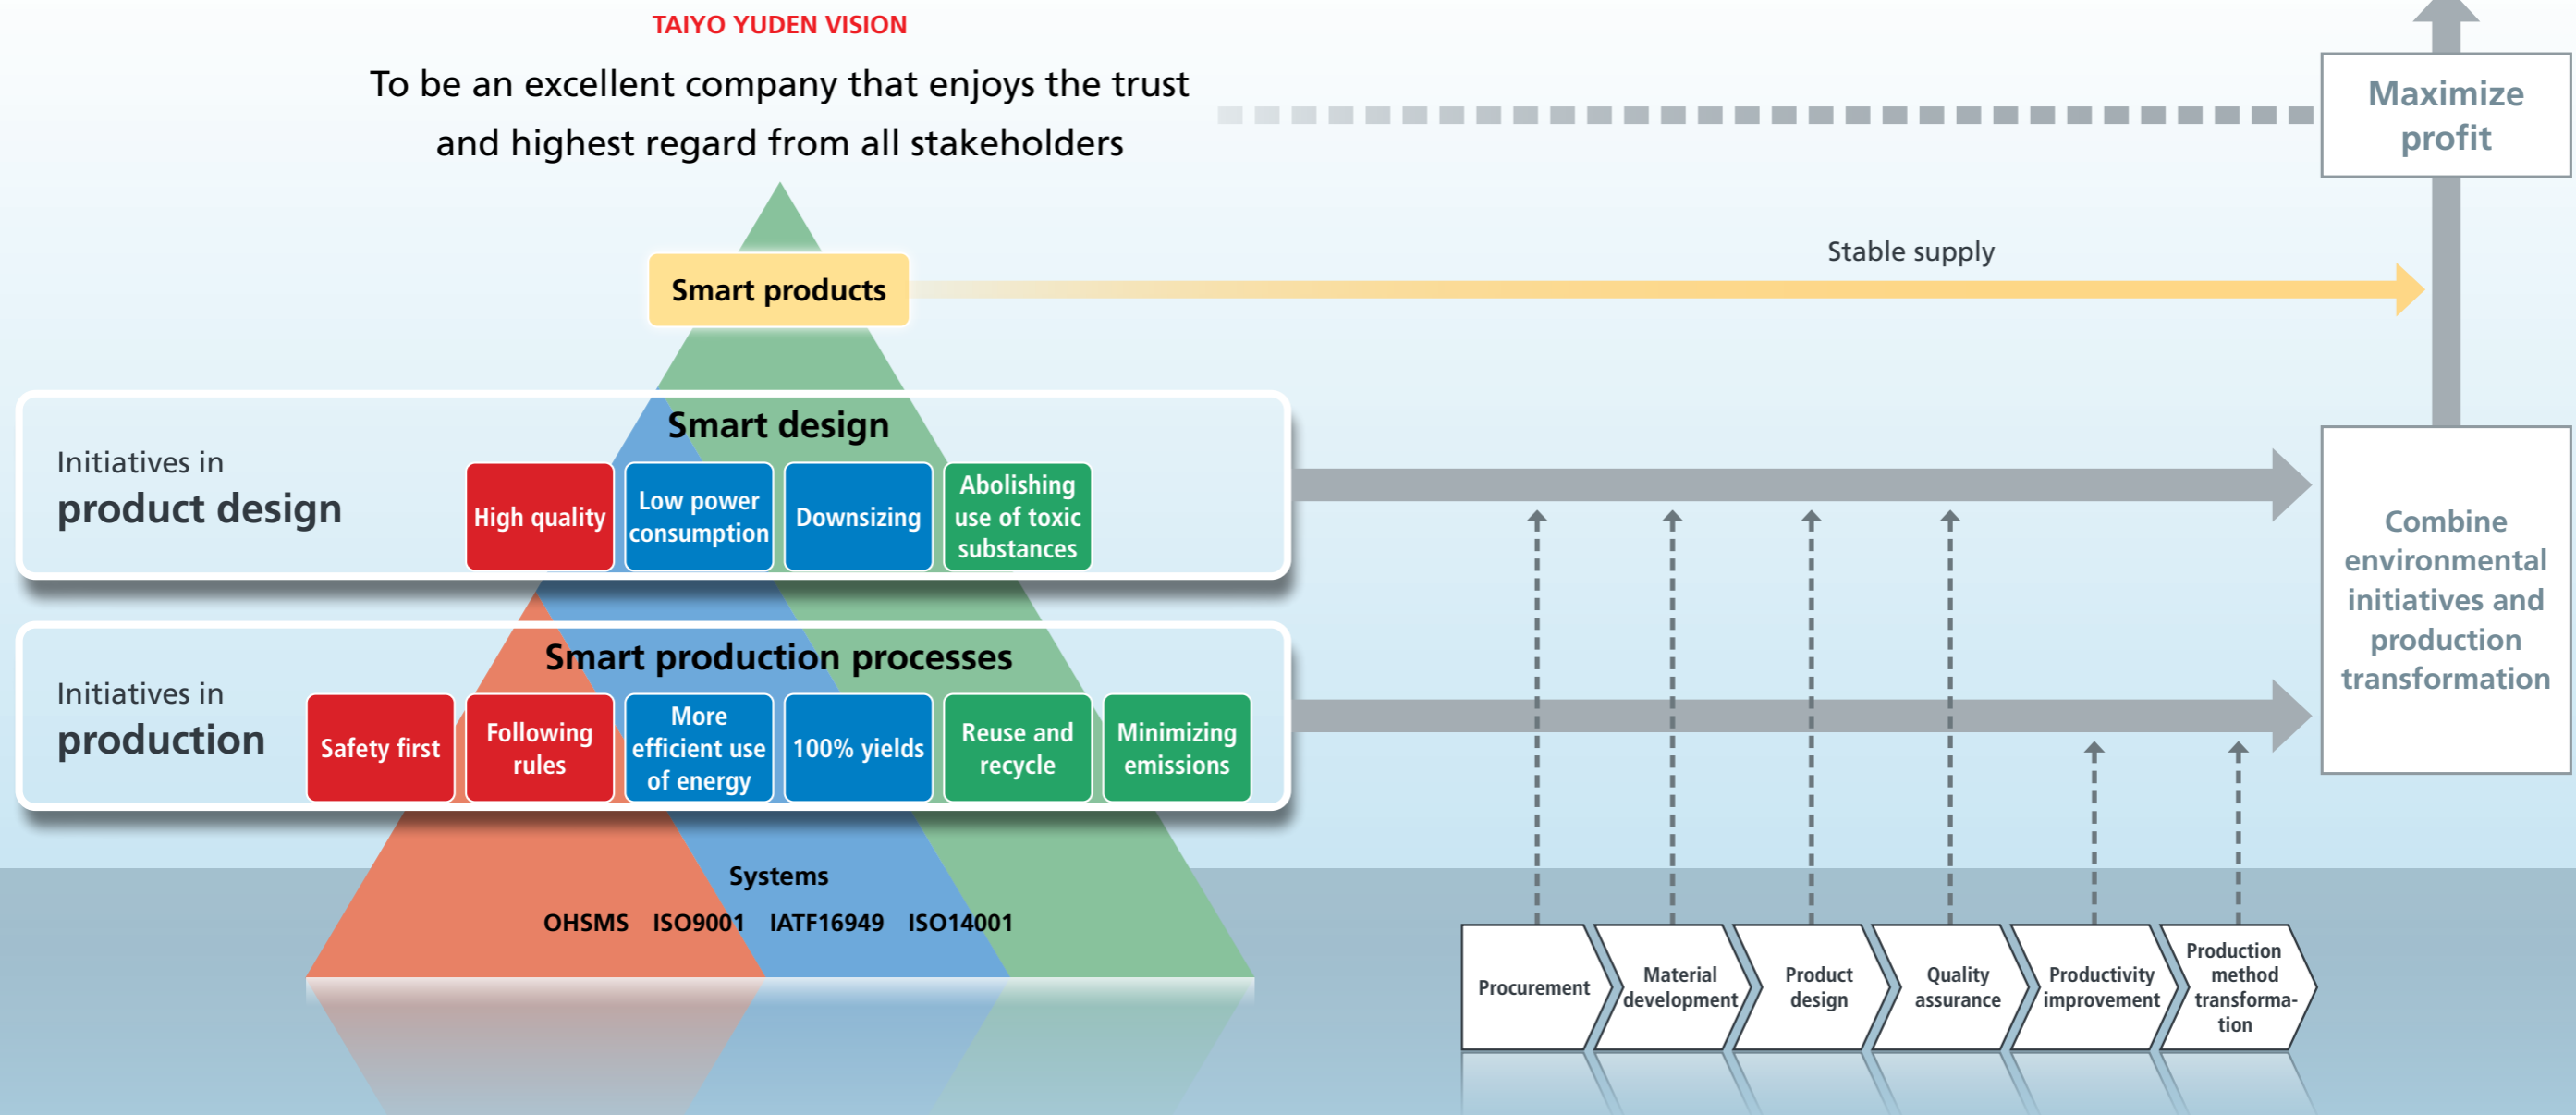 TAIYO YUDEN VISION
To be an excellent company that enjoys the trust
and highest regard from all stakeholders
Maximize
profit
Stable supply
Smart products
Smart design
Initiatives in
product design
High quality
Low power
consumption
Downsizing
Abolishing
use of toxic
substances
Combine
environmental
initiatives and
production
transformation
Smart production processes
Initiatives in
production
Safety first
Following
rules
More
efficient use
of energy
100% yields
Reuse and
recycle
Minimizing
emissions
Systems
OHSMS ISO9001 IATF16949 ISO14001
Procurement
Material
development
Product
design
Quality
assurance
Productivity
improvement
Production
method
transforma-
tion